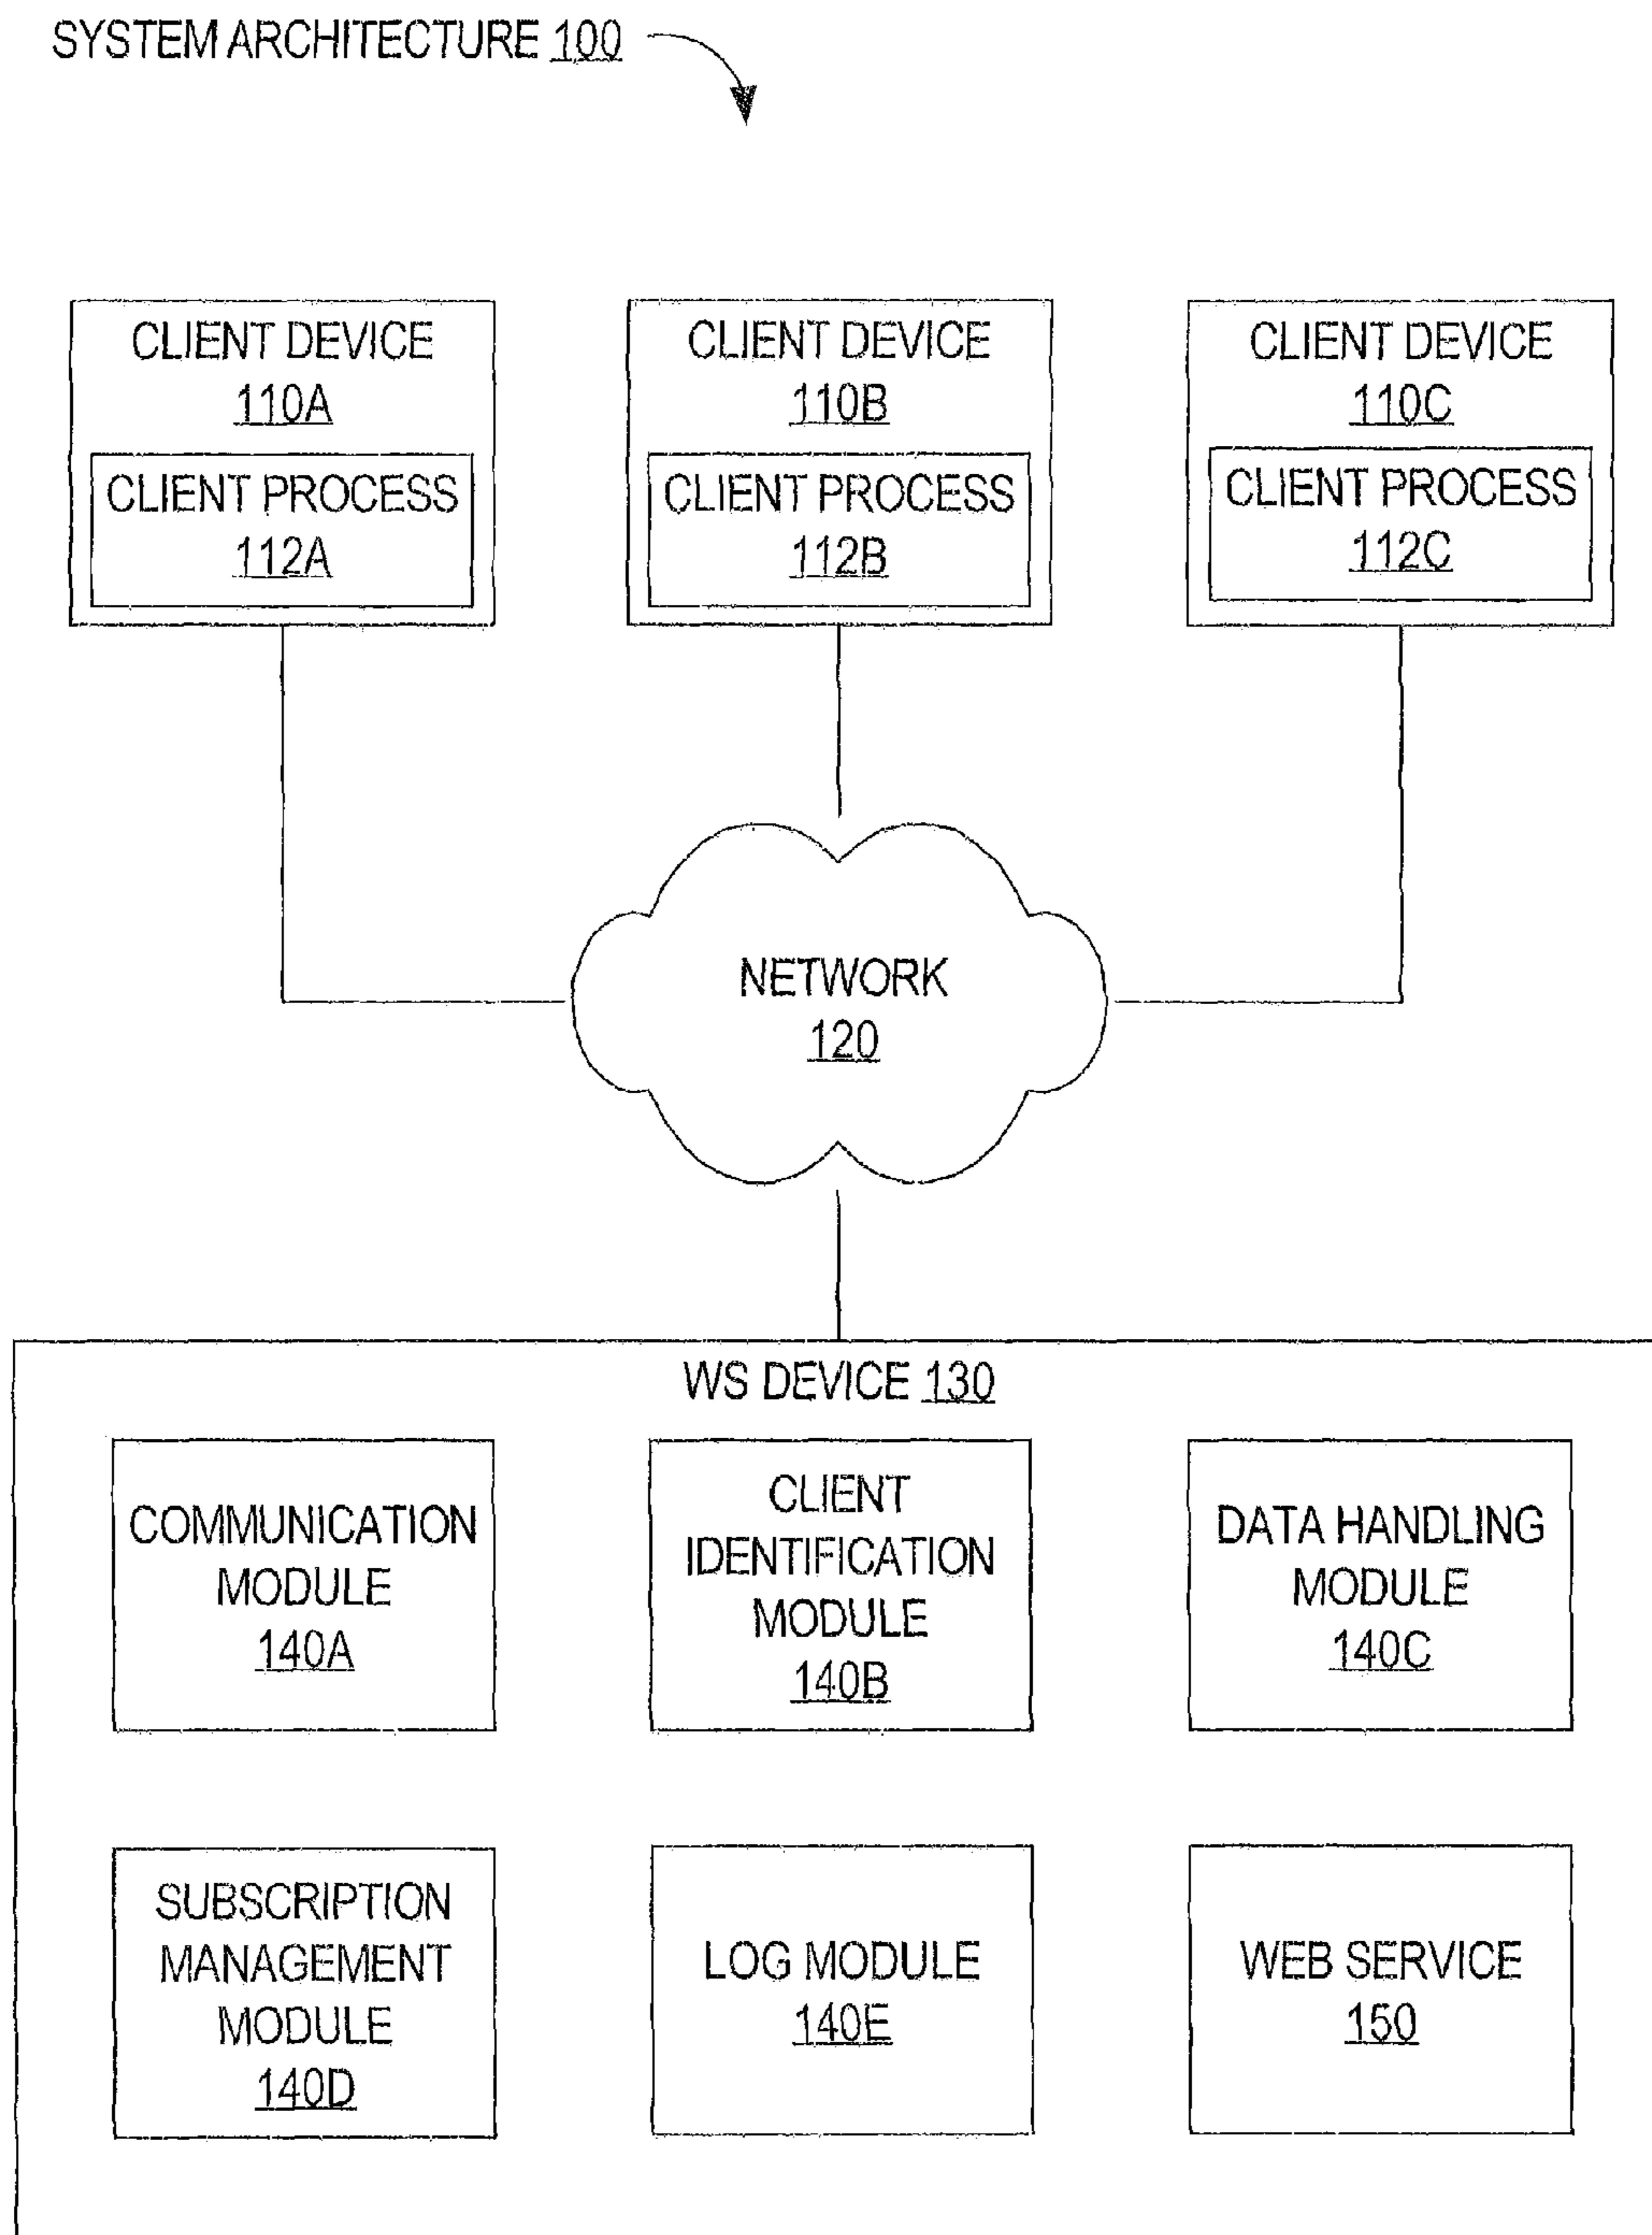 SYSTEM ARCHITECTURE 100
CLIENT DEVICE
110A
CLIENT PROCESS
112A
CLIENT DEVICE
110B
CLIENT PROCESS
112B
CLIENT DEVICE
110C
CLIENT PROCESS
112C
NETWORK
120
WS DEVICE 130
COMMUNICATION
MODULE
140A
CLIENT
IDENTIFICATION
MODULE
140B
DATA HANDLING
MODULE
140C
SUBSCRIPTION
MANAGEMENT
MODULE
140D
LOG MODULE
140E
WEB SERVICE
150